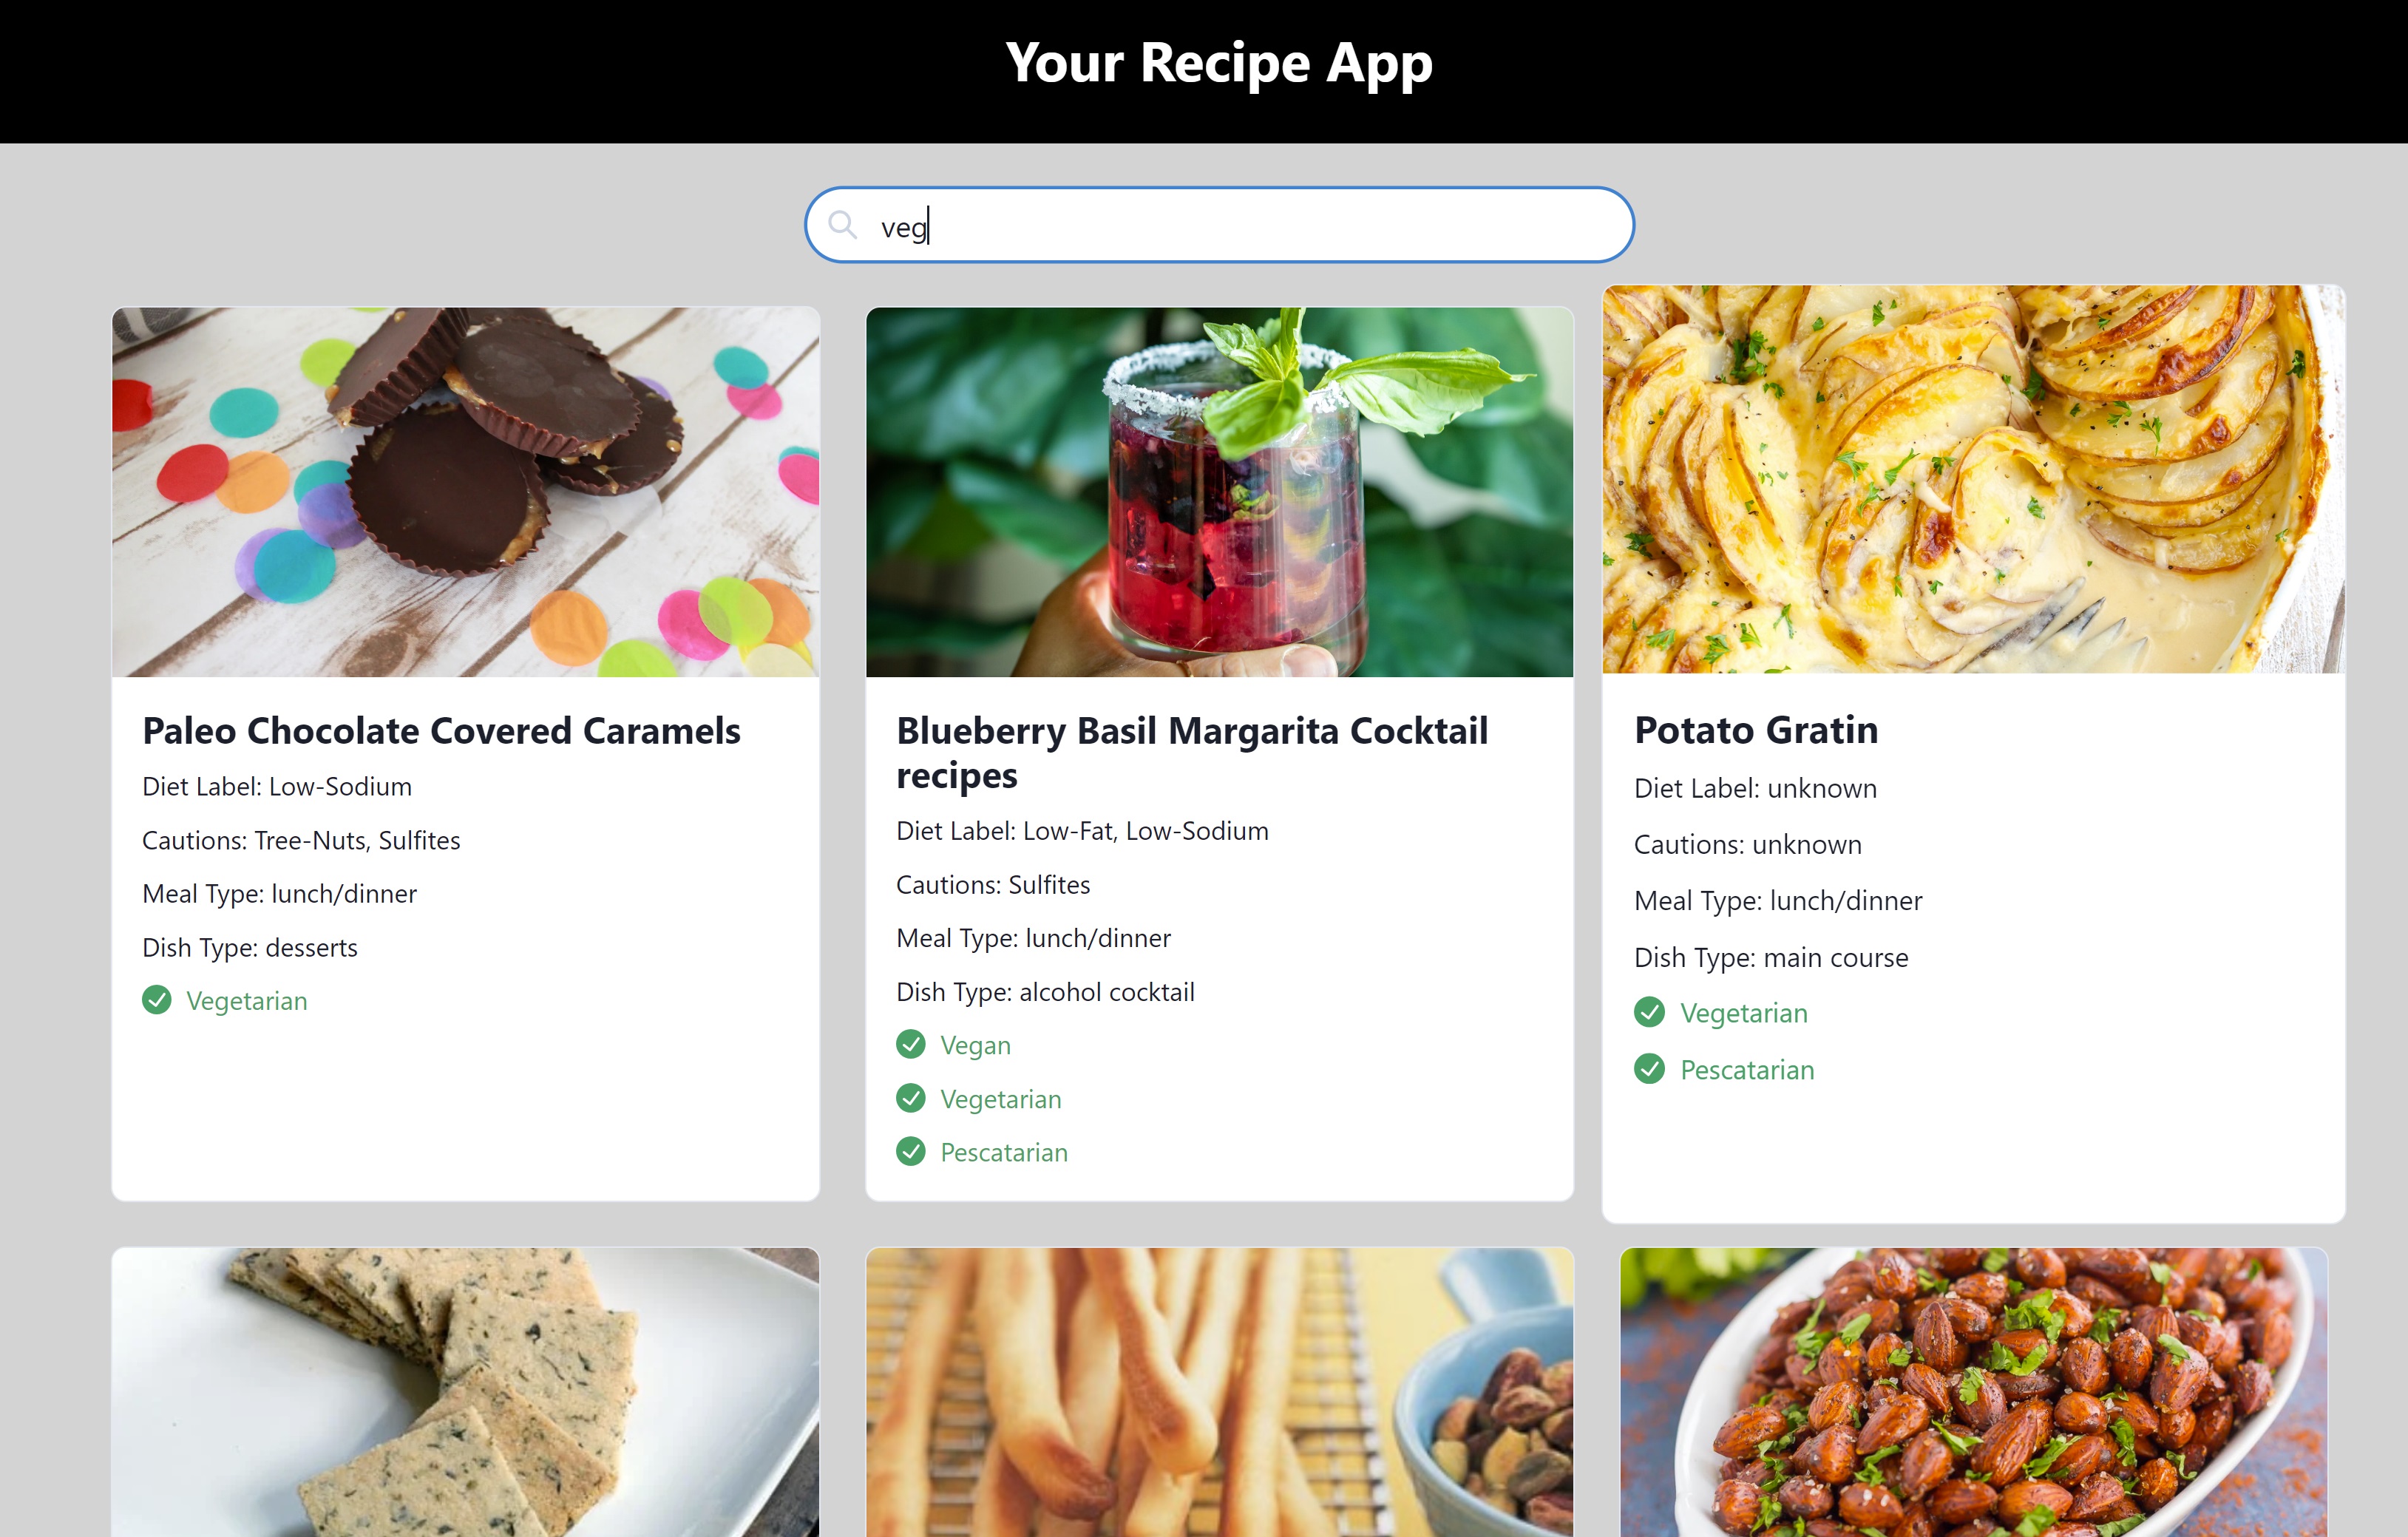 Your Recipe App
veg
Paleo Chocolate Covered Caramels
Diet Label: Low-Sodium
Cautions: Tree-Nuts, Sulfites
Meal Type: lunch/dinner
Dish Type: desserts
Vegetarian
Blueberry Basil Margarita Cocktail
recipes
Diet Label: Low-Fat, Low-Sodium
Cautions: Sulfites
Meal Type: lunch/dinner
Dish Type: alcohol cocktail
Vegan
Vegetarian
Pescatarian
Potato Gratin
Diet Label: unknown
Cautions: unknown
Meal Type: lunch/dinner
Dish Type: main course
Vegetarian
Pescatarian